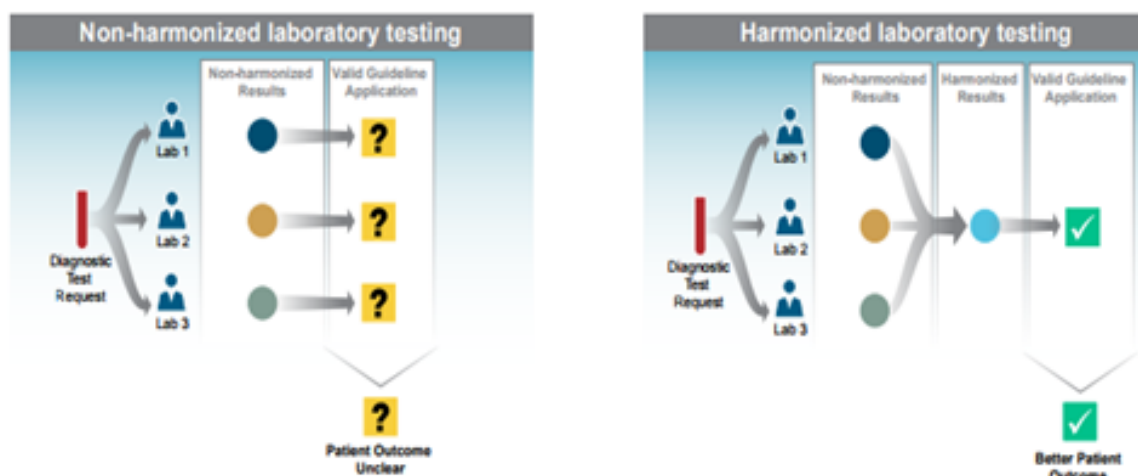 Non-harmonized laboratory testing
Non-harmonized
Results
Valid Guideline
Application
Lab 1
?
Lab 2
?
Diagnostic
Test
Request
Lab 3
?
?
Patient Outcome
Unclear
Harmonized laboratory testing
Non-harmonized
Results
Harmonized
Results
Valid Guideline
Application
Lab 1
Lab 2
Diagnostic
Test
Request
Lab 3
Better Patient
Outcome